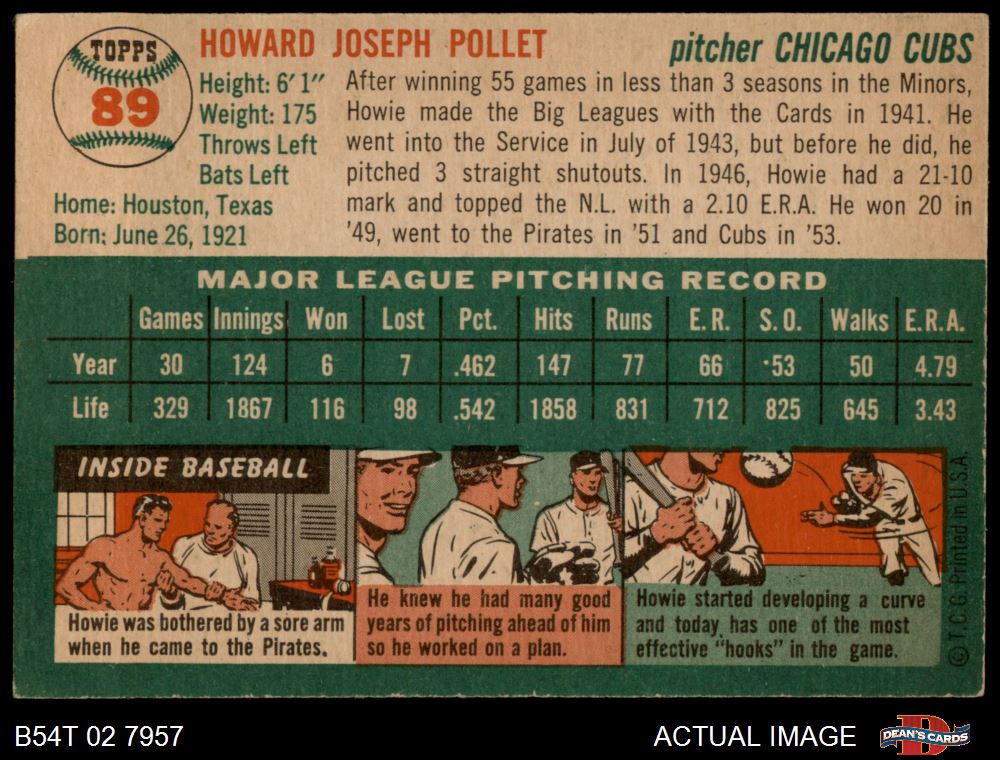 TOPPS
89
HOWARD JOSEPH POLLET
pitcher CHICAGO CUBS
Height: 6' 1"
Weight: 175
Throws Left
Bats Left
Home: Houston, Texas
Born: June 26, 1921
After winning 55 games in less than 3 seasons in the Minors,
Howie made the Big Leagues with the Cards in 1941. He
went into the Service in July of 1943, but before he did, he
pitched 3 straight shutouts. In 1946, Howie had a 21-10
mark and topped the N.L. with a 2.10 E.R.A. He won 20 in
'49, went to the Pirates in '51 and Cubs in '53.
MAJOR LEAGUE PITCHING RECORD
Games Innings Won Lost Pct. Hits Runs E. R. S. O. Walks E.R.A.
Year 30 124 6 7 .462 147 77 66 53 50 4.79
Life 329 1867 116 98 .542 1858 831 712 825 645 3.43
INSIDE BASEBALL
Howie was bothered by a sore arm
when he came to the Pirates.
He knew he had many good
years of pitching ahead of him
so he worked on a plan.
Howie started developing a curve
and today has one of the most
effective "hooks" in the game.
© T.C.G. Printed in U.S.A.
B54T 02 7957
ACTUAL IMAGE
D
DEAN'S CARDS